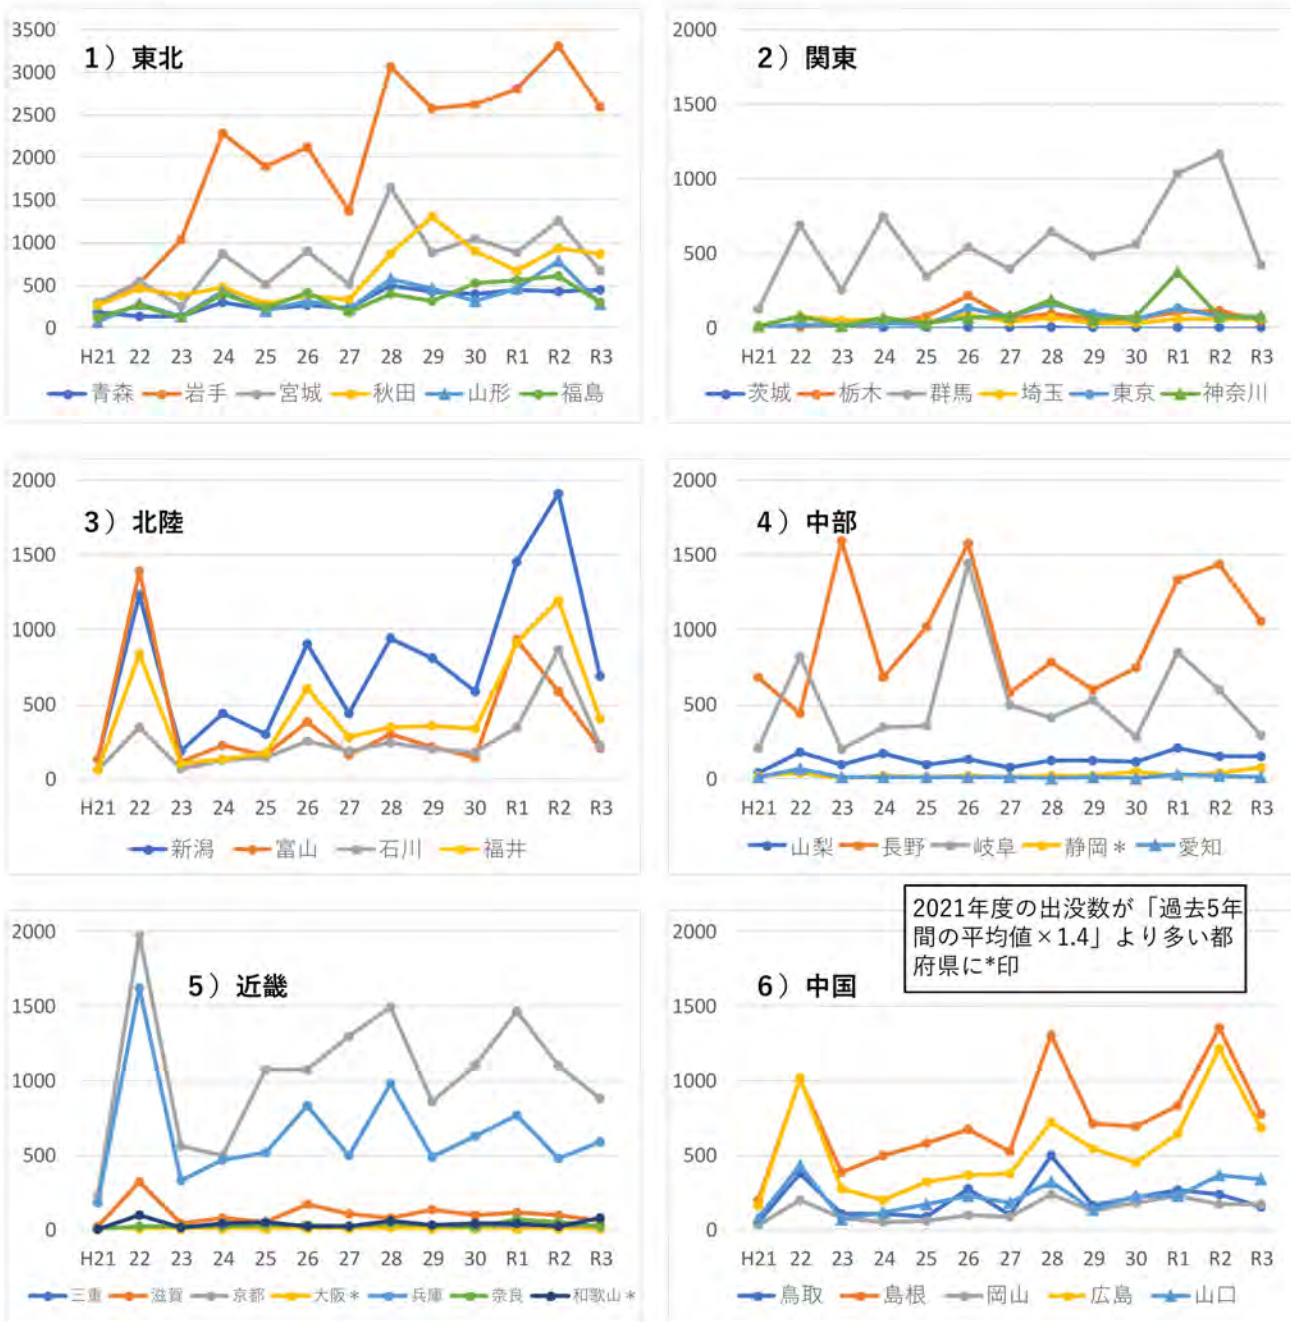 1）東北
3500
3000
2500
2000
1500
1000
500
0
H21 22 23 24 25 26 27 28 29 30 R1 R2 R3
青森 岩手 宮城 秋田 山形 福島
2）関東
2000
1500
1000
500
0
H21 22 23 24 25 26 27 28 29 30 R1 R2 R3
茨城 栃木 群馬 埼玉 東京 神奈川
3）北陸
2000
1500
1000
500
0
H21 22 23 24 25 26 27 28 29 30 R1 R2 R3
新潟 富山 石川 福井
4）中部
2000
1500
1000
500
0
H21 22 23 24 25 26 27 28 29 30 R1 R2 R3
山梨 長野 岐阜 静岡＊ 愛知
5）近畿
2000
1500
1000
500
0
H21 22 23 24 25 26 27 28 29 30 R1 R2 R3
三重 滋賀 京都 大阪＊ 兵庫 奈良 和歌山＊
2021年度の出没数が「過去5年
間の平均値×1.4」より多い都
府県に*印
6）中国
2000
1500
1000
500
0
H21 22 23 24 25 26 27 28 29 30 R1 R2 R3
鳥取 島根 岡山 広島 山口